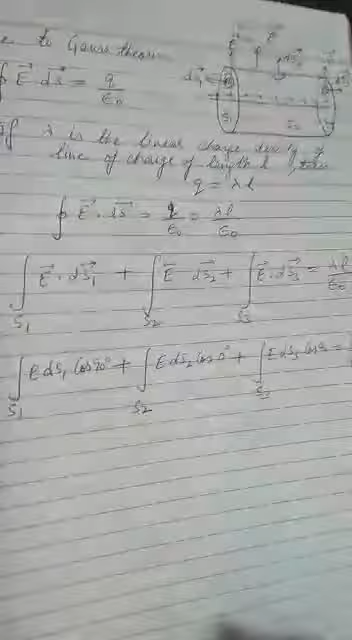 to Gauss theorem
∮ E⃗ dS⃗ = q/ε₀
If λ is the linear charge density of
line of charge of length l, then
q = λl
∮ E⃗ · dS⃗ = q/ε₀ = λl/ε₀
∫S₁ E⃗ · dS⃗₁ + ∫S₂ E⃗ dS⃗₂ + ∫S₃ E⃗ · dS⃗₃ = λl/ε₀
∫S₁ E dS₁ cos 90° + ∫S₂ E dS₂ cos 0° + ∫S₃ E dS₃ cos 9 =